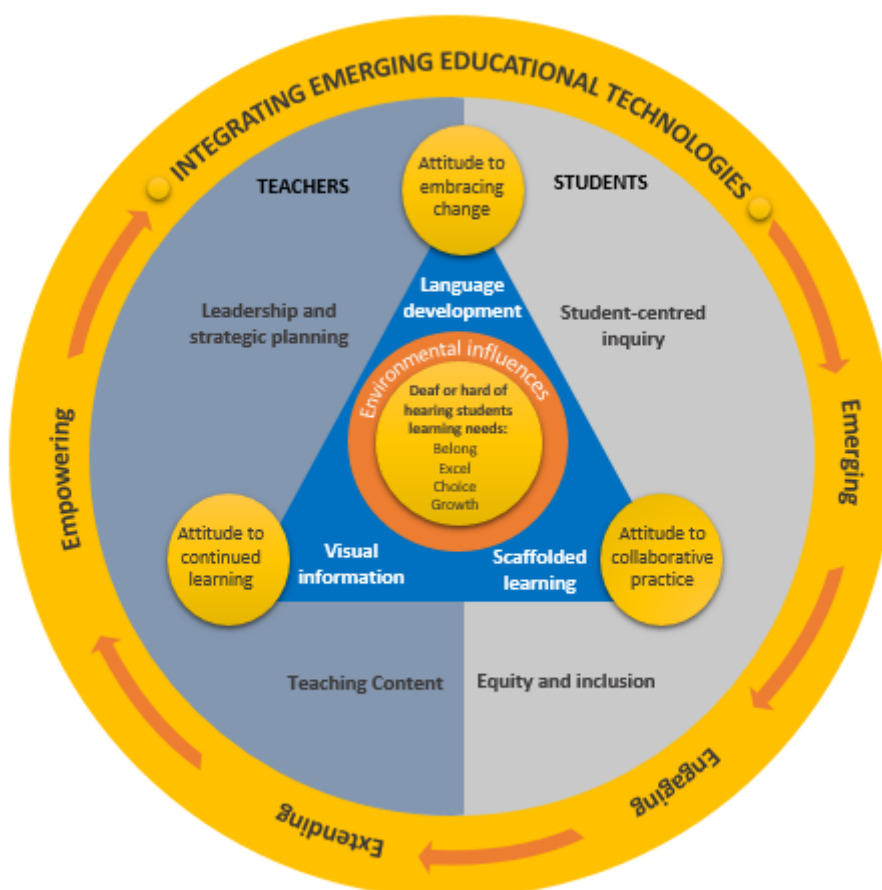 INTEGRATING EMERGING EDUCATIONAL TECHNOLOGIES
TEACHERS
STUDENTS
Attitude to
embracing
change
Leadership and
strategic planning
Language
development
Student-centred
inquiry
Environmental influences
Deaf or hard of
hearing students
learning needs:
Belong
Excel
Choice
Growth
Empowering
Emerging
Attitude to
continued
learning
Visual
information
Scaffolded
learning
Attitude to
collaborative
practice
Teaching Content
Equity and inclusion
Extending
Engaging